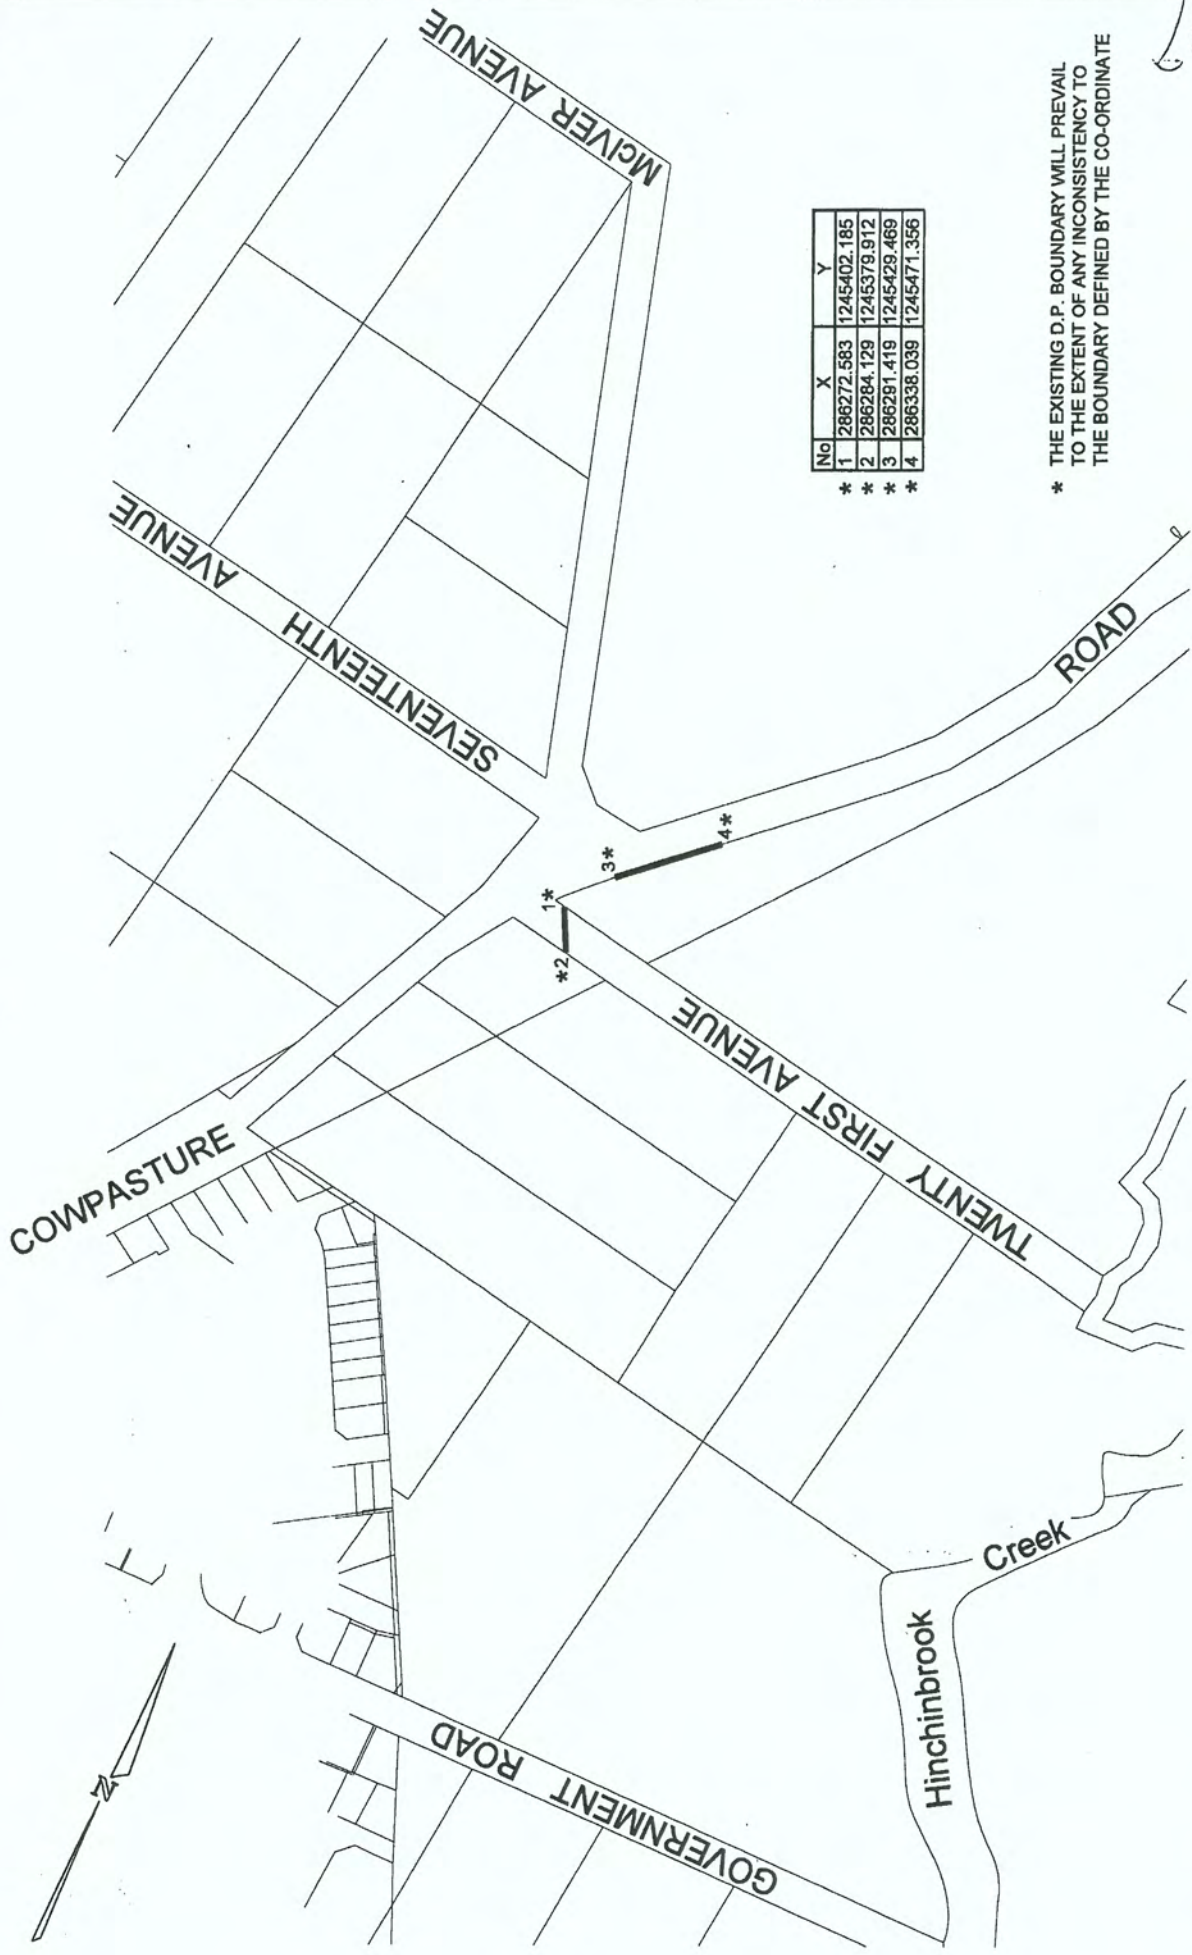 McIVER AVENUE
SEVENTEENTH AVENUE
COWPASTURE
ROAD
TWENTY FIRST AVENUE
GOVERNMENT ROAD
Hinchinbrook
Creek
N
1*
*2
3*
4*
No X Y
* 1 286272.583 1245402.185
* 2 286284.129 1245379.912
* 3 286291.419 1245429.469
* 4 286338.039 1245471.356
* THE EXISTING D.P. BOUNDARY WILL PREVAIL
TO THE EXTENT OF ANY INCONSISTENCY TO
THE BOUNDARY DEFINED BY THE CO-ORDINATE